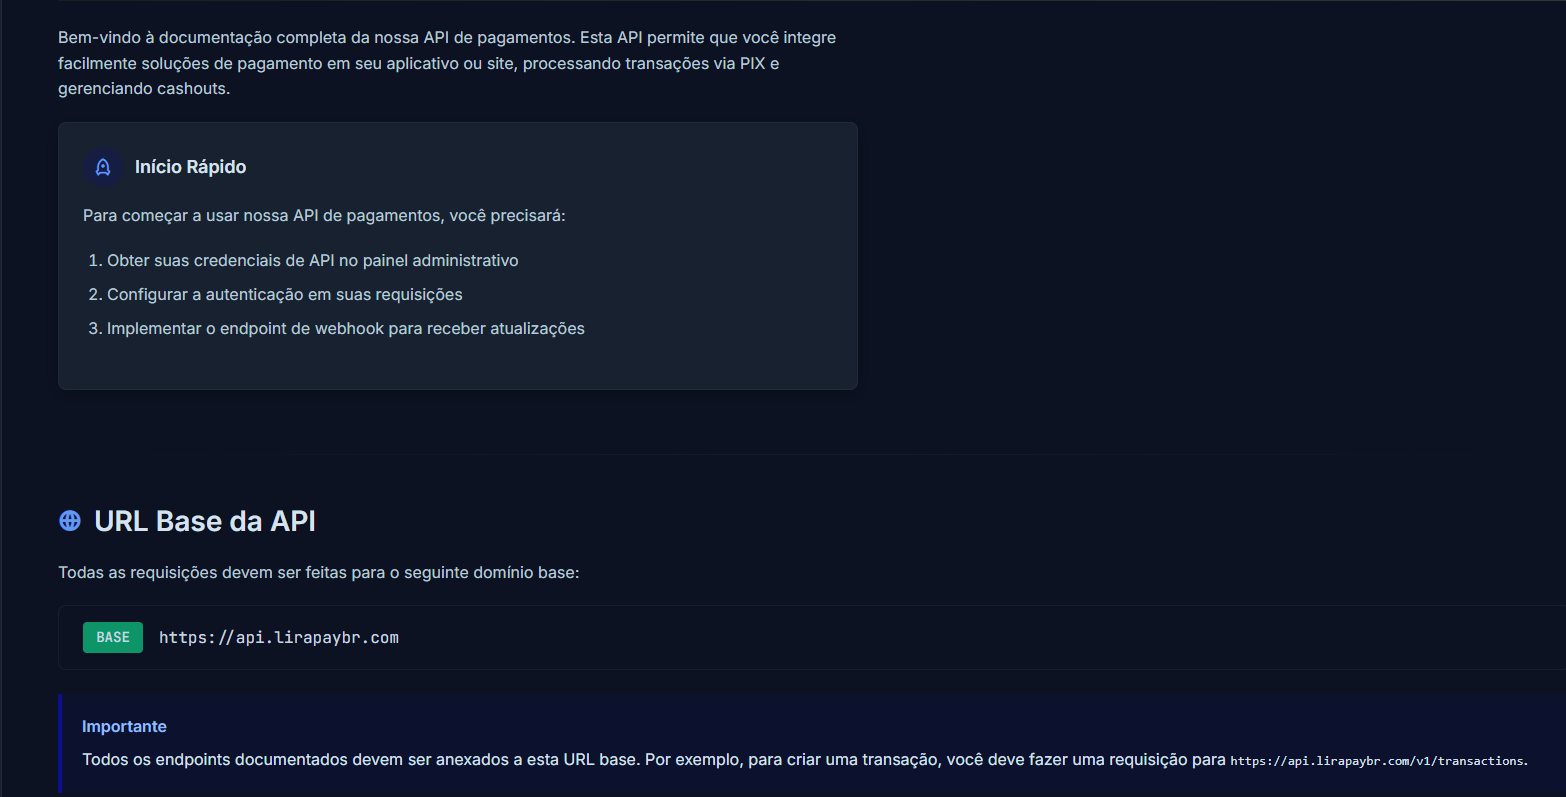 Bem-vindo à documentação completa da nossa API de pagamentos. Esta API permite que você integre
facilmente soluções de pagamento em seu aplicativo ou site, processando transações via PIX e
gerenciando cashouts.
Início Rápido
Para começar a usar nossa API de pagamentos, você precisará:
1. Obter suas credenciais de API no painel administrativo
2. Configurar a autenticação em suas requisições
3. Implementar o endpoint de webhook para receber atualizações
URL Base da API
Todas as requisições devem ser feitas para o seguinte domínio base:
BASE https://api.lirapaybr.com
Importante
Todos os endpoints documentados devem ser anexados a esta URL base. Por exemplo, para criar uma transação, você deve fazer uma requisição para https://api.lirapaybr.com/v1/transactions.